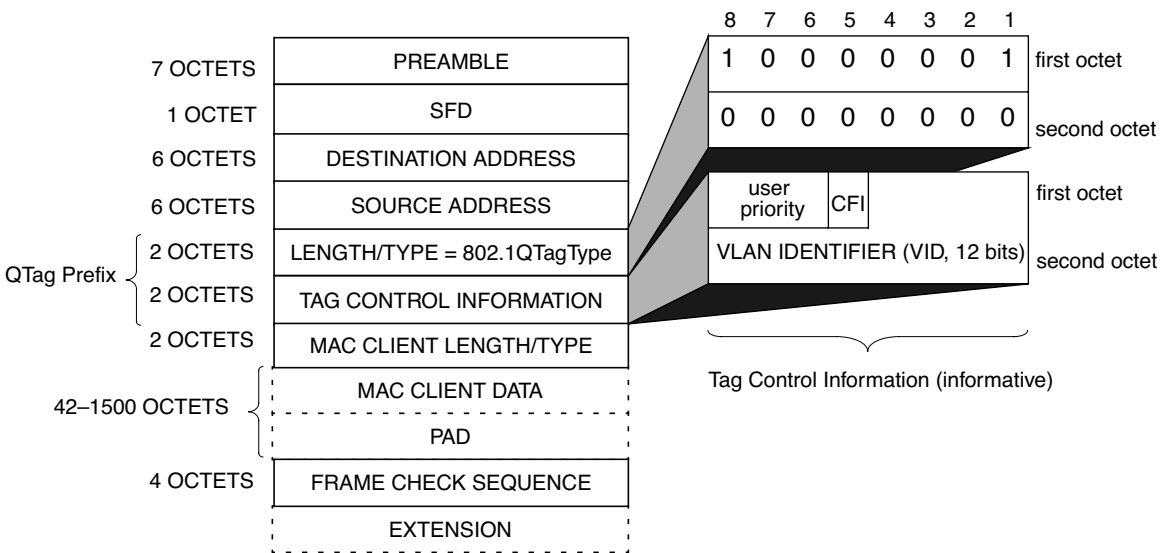 8 7 6 5 4 3 2 1
7 OCTETS PREAMBLE
1 0 0 0 0 0 0 1 first octet
1 OCTET SFD
0 0 0 0 0 0 0 0 second octet
6 OCTETS DESTINATION ADDRESS
6 OCTETS SOURCE ADDRESS
user
priority
CFI
first octet
QTag Prefix
2 OCTETS LENGTH/TYPE = 802.1QTagType
VLAN IDENTIFIER (VID, 12 bits) second octet
2 OCTETS TAG CONTROL INFORMATION
2 OCTETS MAC CLIENT LENGTH/TYPE
Tag Control Information (informative)
42–1500 OCTETS
MAC CLIENT DATA
PAD
4 OCTETS FRAME CHECK SEQUENCE
EXTENSION